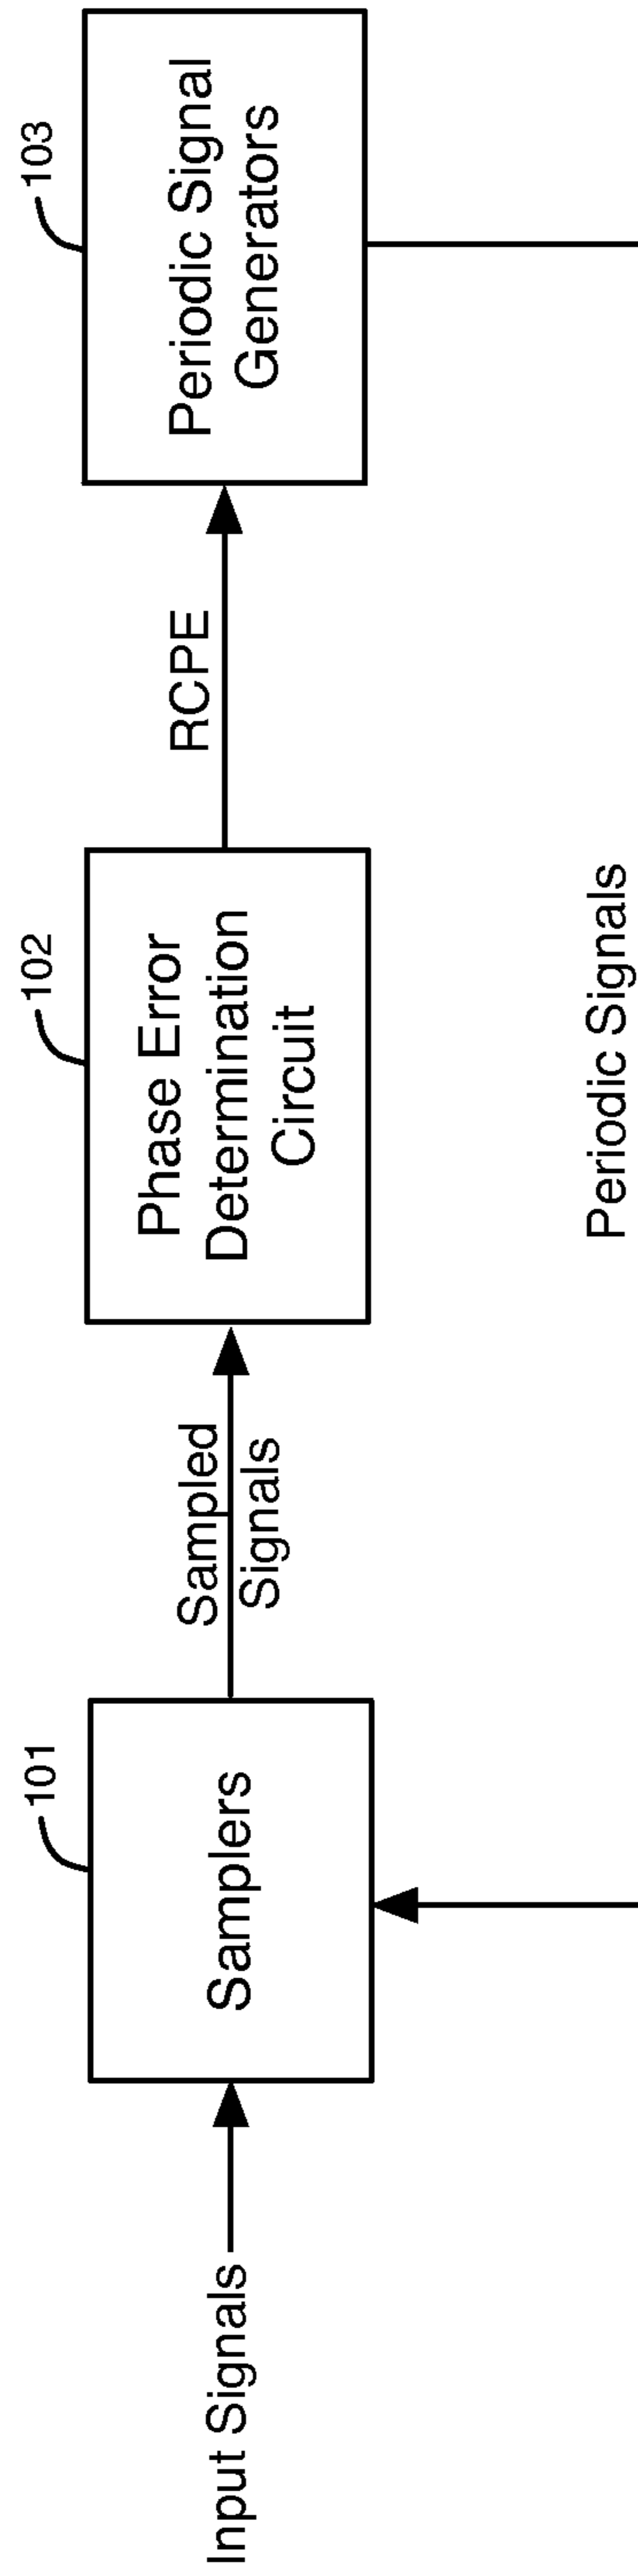 101
102
103
Input Signals
Samplers
Sampled
Signals
Phase Error
Determination
Circuit
RCPE
Periodic Signal
Generators
Periodic Signals